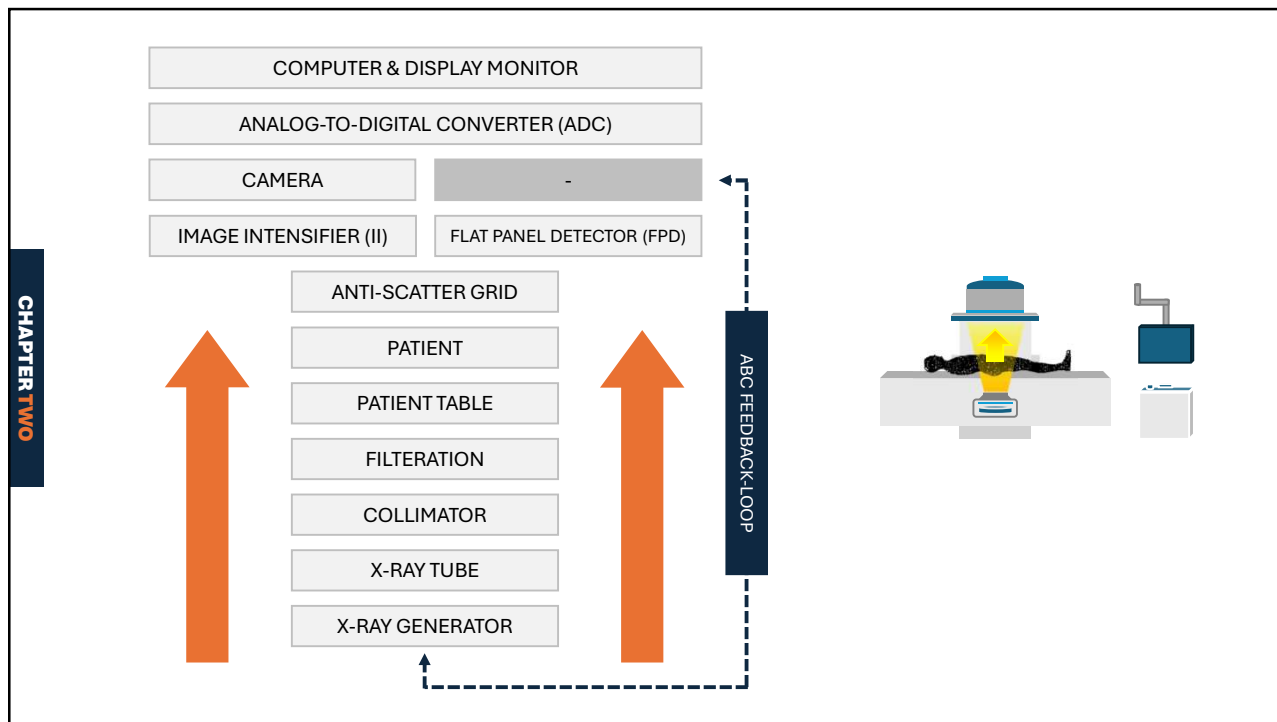 COMPUTER & DISPLAY MONITOR
ANALOG-TO-DIGITAL CONVERTER (ADC)
CAMERA
-
IMAGE INTENSIFIER (II)
FLAT PANEL DETECTOR (FPD)
ANTI-SCATTER GRID
PATIENT
PATIENT TABLE
FILTERATION
COLLIMATOR
X-RAY TUBE
X-RAY GENERATOR
ABC FEEDBACK-LOOP
CHAPTER TWO